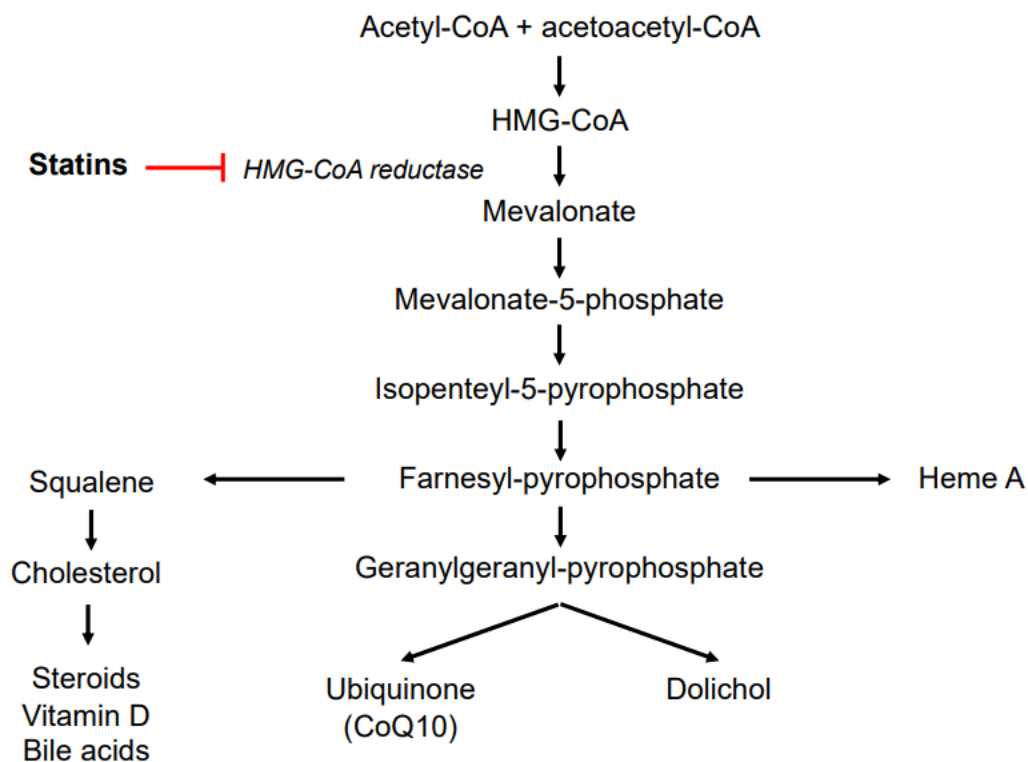 Acetyl-CoA + acetoacetyl-CoA
HMG-CoA
Statins
HMG-CoA reductase
Mevalonate
Mevalonate-5-phosphate
Isopenteyl-5-pyrophosphate
Squalene
Farnesyl-pyrophosphate
Heme A
Cholesterol
Geranylgeranyl-pyrophosphate
Steroids
Vitamin D
Bile acids
Ubiquinone
(CoQ10)
Dolichol